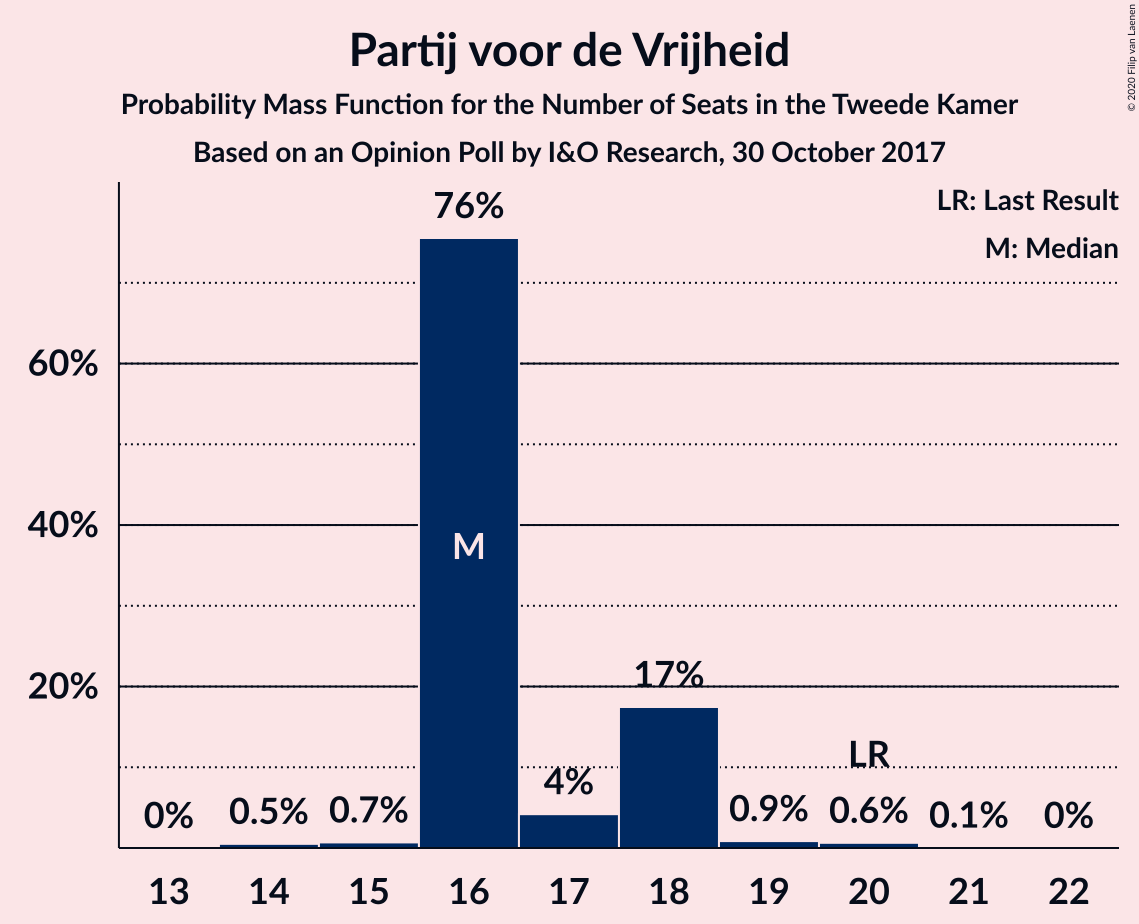 Partij voor de Vrijheid
Probability Mass Function for the Number of Seats in the Tweede Kamer
Based on an Opinion Poll by I&O Research, 30 October 2017
© 2020 Filip van Laenen
LR: Last Result
M: Median
76%
60%
40%
M
20%
17%
LR
4%
0%
0.5%
0.7%
0.9%
0.6%
0.1%
0%
13 14 15 16 17 18 19 20 21 22